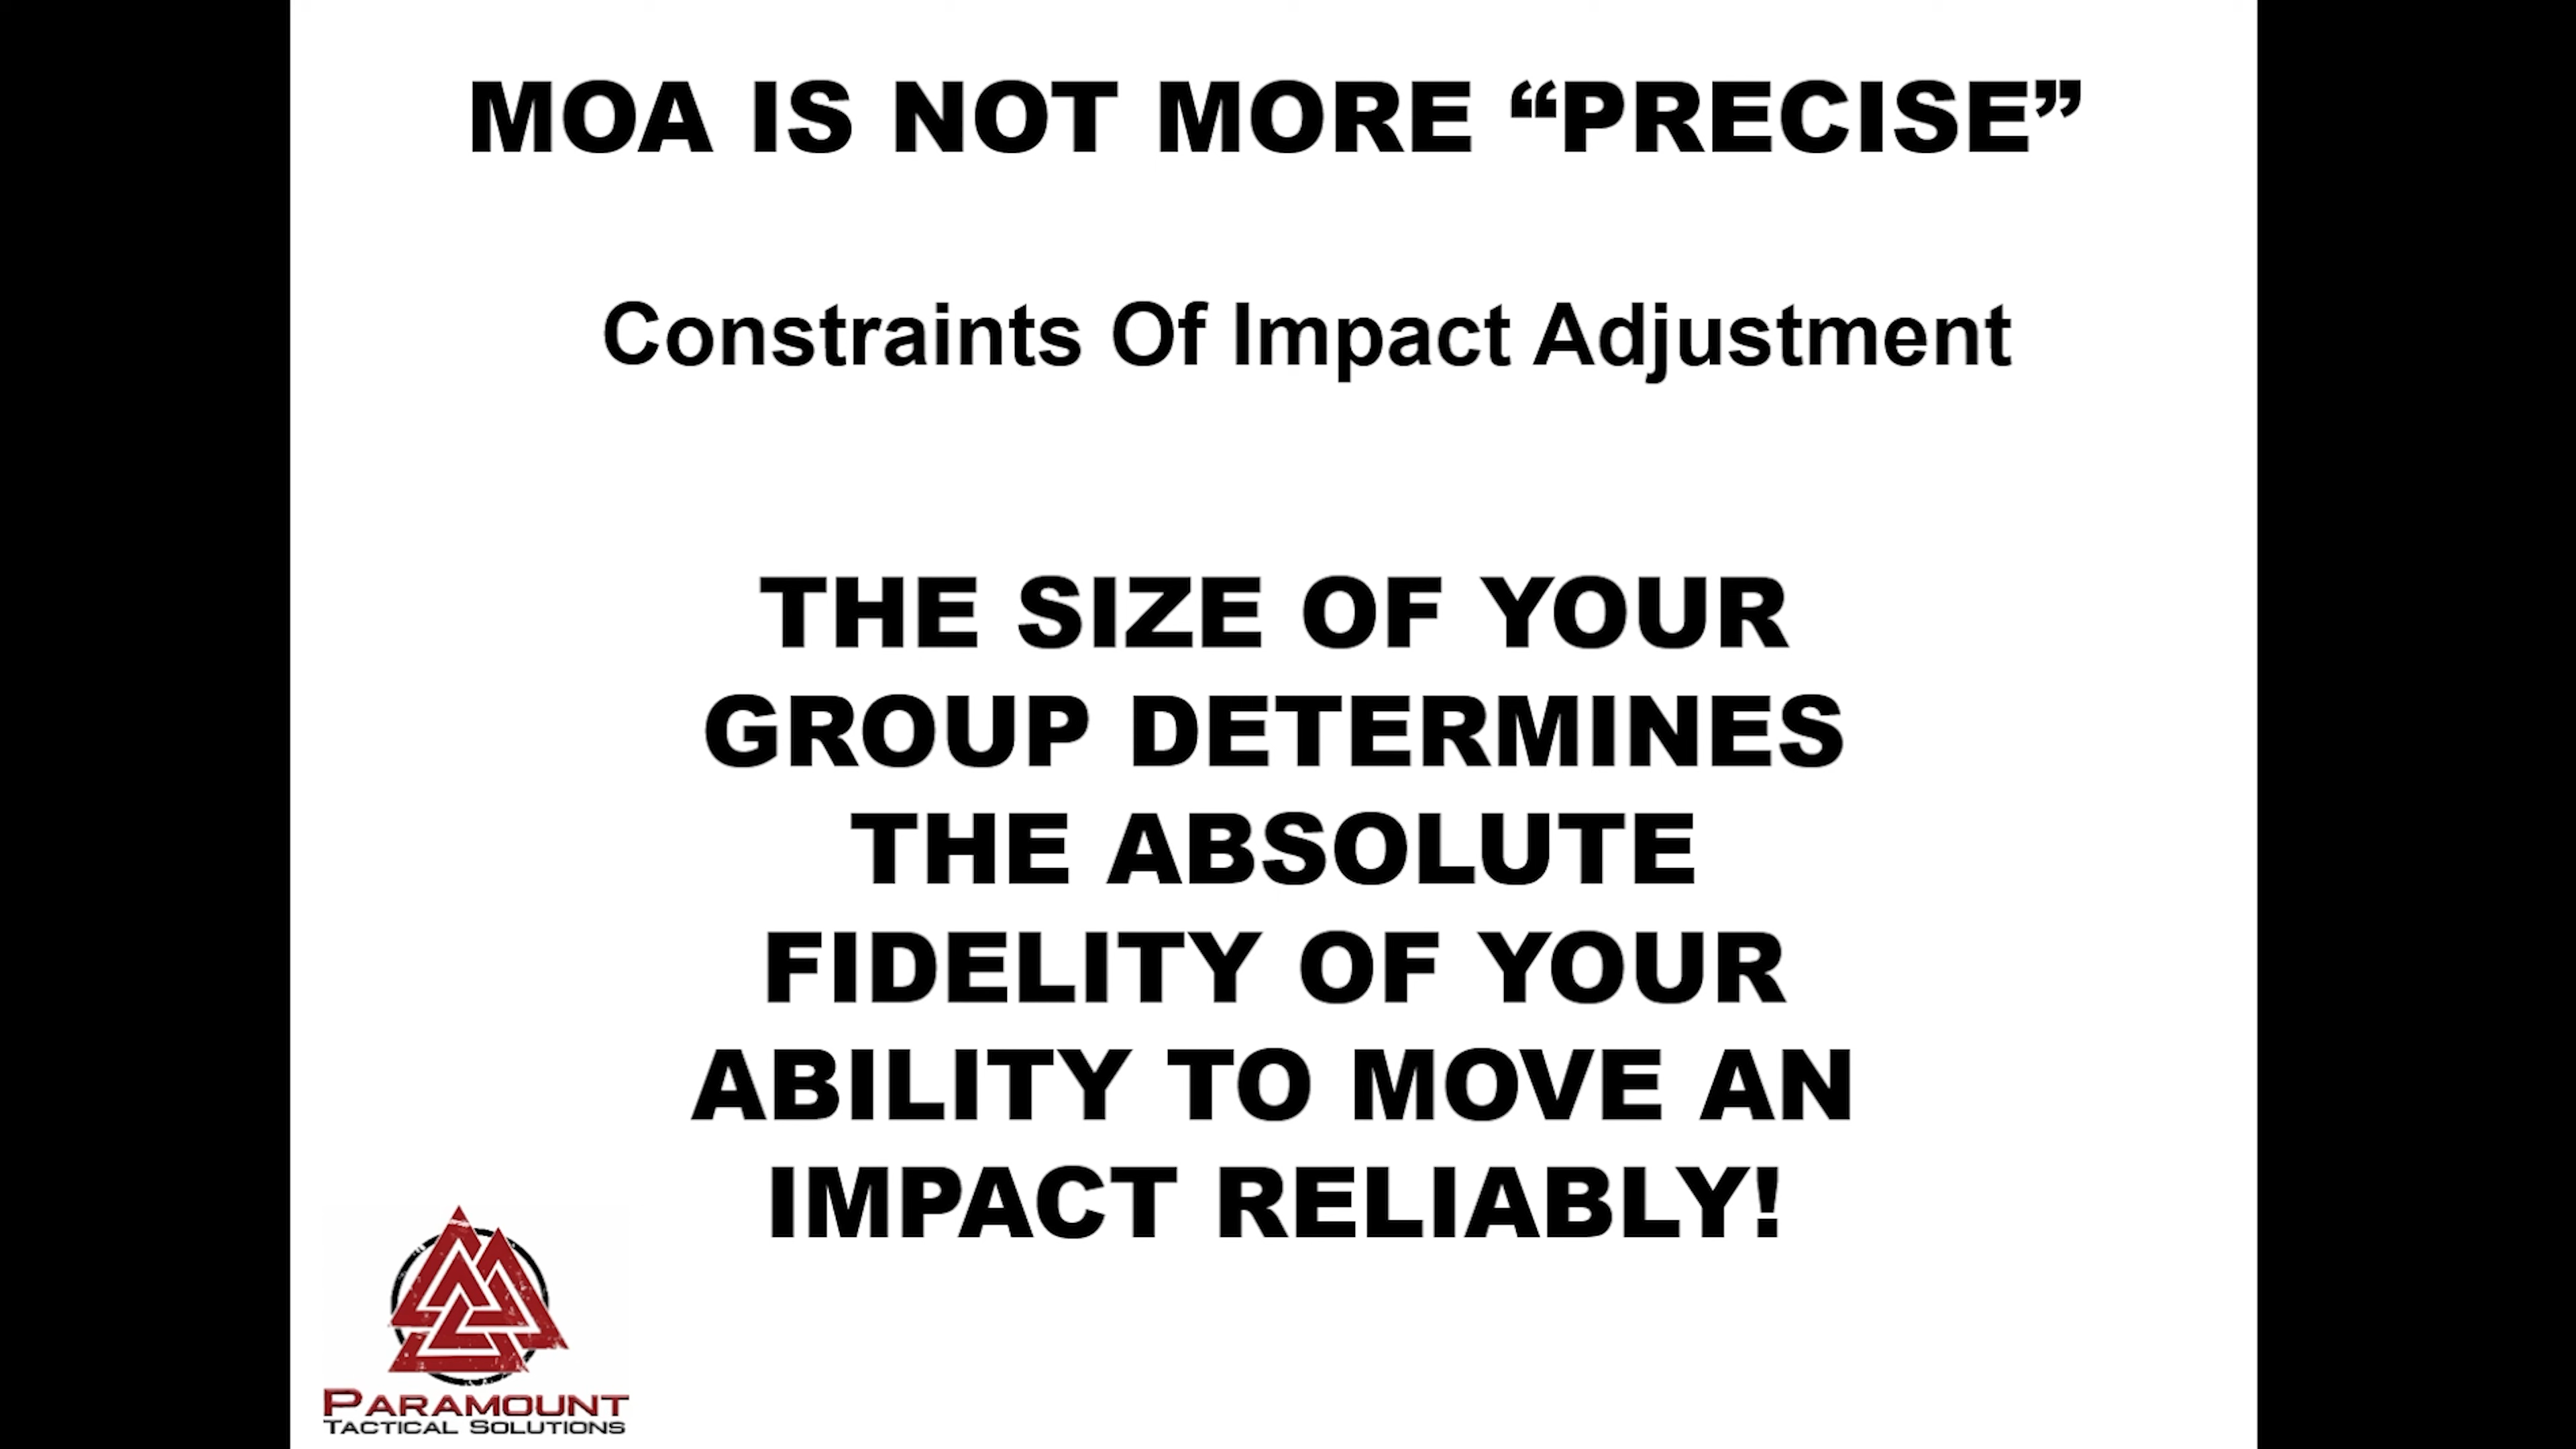 MOA IS NOT MORE “PRECISE”
Constraints Of Impact Adjustment
THE SIZE OF YOUR
GROUP DETERMINES
THE ABSOLUTE
FIDELITY OF YOUR
ABILITY TO MOVE AN
IMPACT RELIABLY!
PARAMOUNT
TACTICAL SOLUTIONS